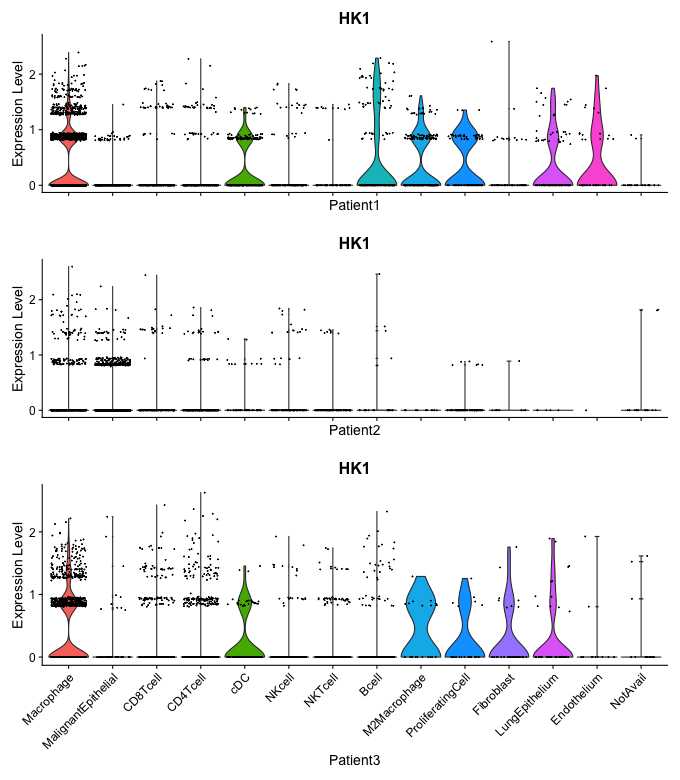 HK1
Expression Level
2
1
0
Patient1
HK1
Expression Level
2
1
0
Patient2
HK1
Expression Level
2
1
0
Macrophage
MalignantEpithelial
CD8Tcell
CD4Tcell
cDC
NKcell
NKTcell
Bcell
M2Macrophage
ProliferatingCell
Fibroblast
LungEpithelium
Endothelium
NotAvail
Patient3